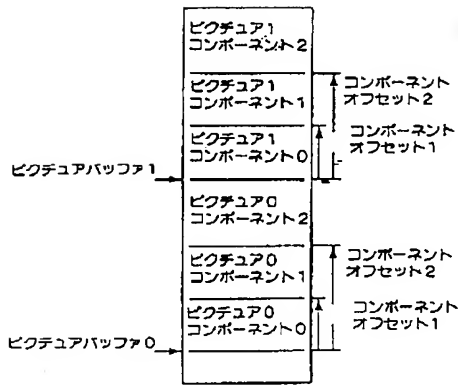 ピクチュア1
コンポーネント2
ピクチュア1
コンポーネント1
コンポーネント
オフセット2
ピクチュア1
コンポーネント0
コンポーネント
オフセット1
ピクチュアバッファ1
ピクチュア0
コンポーネント2
ピクチュア0
コンポーネント1
コンポーネント
オフセット2
ピクチュア0
コンポーネント0
コンポーネント
オフセット1
ピクチュアバッファ0